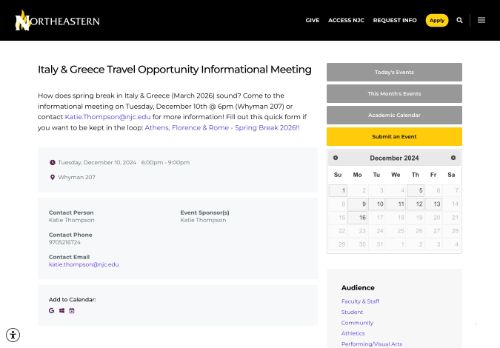 NORTHEASTERN
GIVE ACCESS NJC REQUEST INFO Apply
Italy & Greece Travel Opportunity Informational Meeting
How does spring break in Italy & Greece (March 2026) sound? Come to the
informational meeting on Tuesday, December 10th @ 6pm (Whyman 207) or
contact Katie.Thompson@njc.edu for more information! Fill out this quick form if
you want to be kept in the loop: Athens, Florence & Rome - Spring Break 2026!!
Tuesday, December 10, 2024 6:00pm - 9:00pm
Whyman 207
Contact Person
Katie Thompson
Event Sponsor(s)
Katie Thompson
Contact Phone
9705216724
Contact Email
katie.thompson@njc.edu
Add to Calendar:
Today's Events
This Month's Events
Academic Calendar
Submit an Event
December 2024
Su Mo Tu We Th Fr Sa
1 2 3 4 5 6 7
8 9 10 11 12 13 14
15 16 17 18 19 20 21
22 23 24 25 26 27 28
29 30 31 1 2 3 4
Audience
Faculty & Staff
Student
Community
Athletics
Performing/Visual Arts